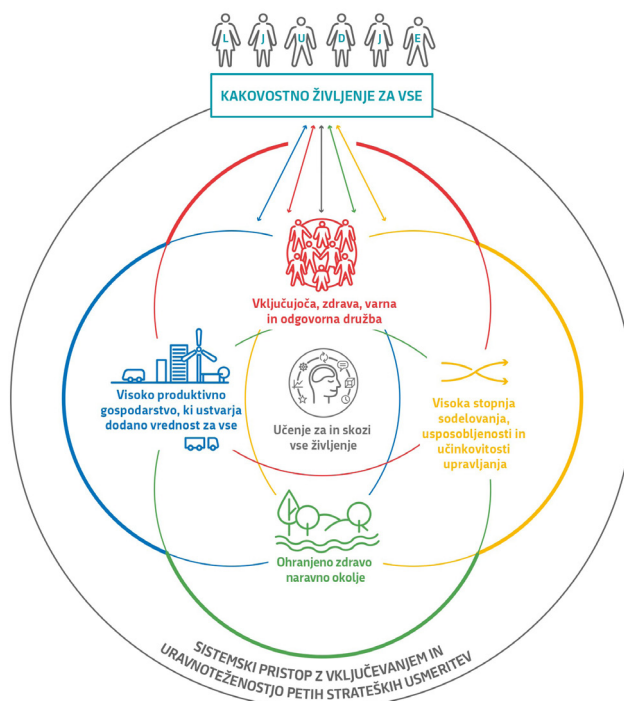 L J U D J E
KAKOVOSTNO ŽIVLJENJE ZA VSE
Vključujoča, zdrava, varna
in odgovorna družba
Visoko produktivno
gospodarstvo, ki ustvarja
dodano vrednost za vse
Učenje za in skozi
vse življenje
Visoka stopnja
sodelovanja,
usposobljenosti in
učinkovitosti
upravljanja
Ohranjeno zdravo
naravno okolje
SISTEMSKI PRISTOP Z VKLJUČEVANJEM IN
URAVNOTEŽENOSTJO PETIH STRATEŠKIH USMERITEV